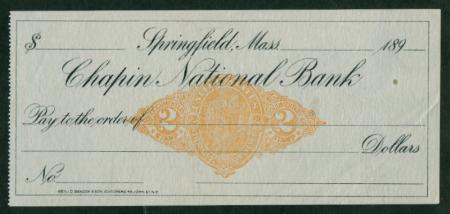 $ Springfield, Mass. 189
Chapin National Bank
Pay to the order of
2 2
Dollars
No.